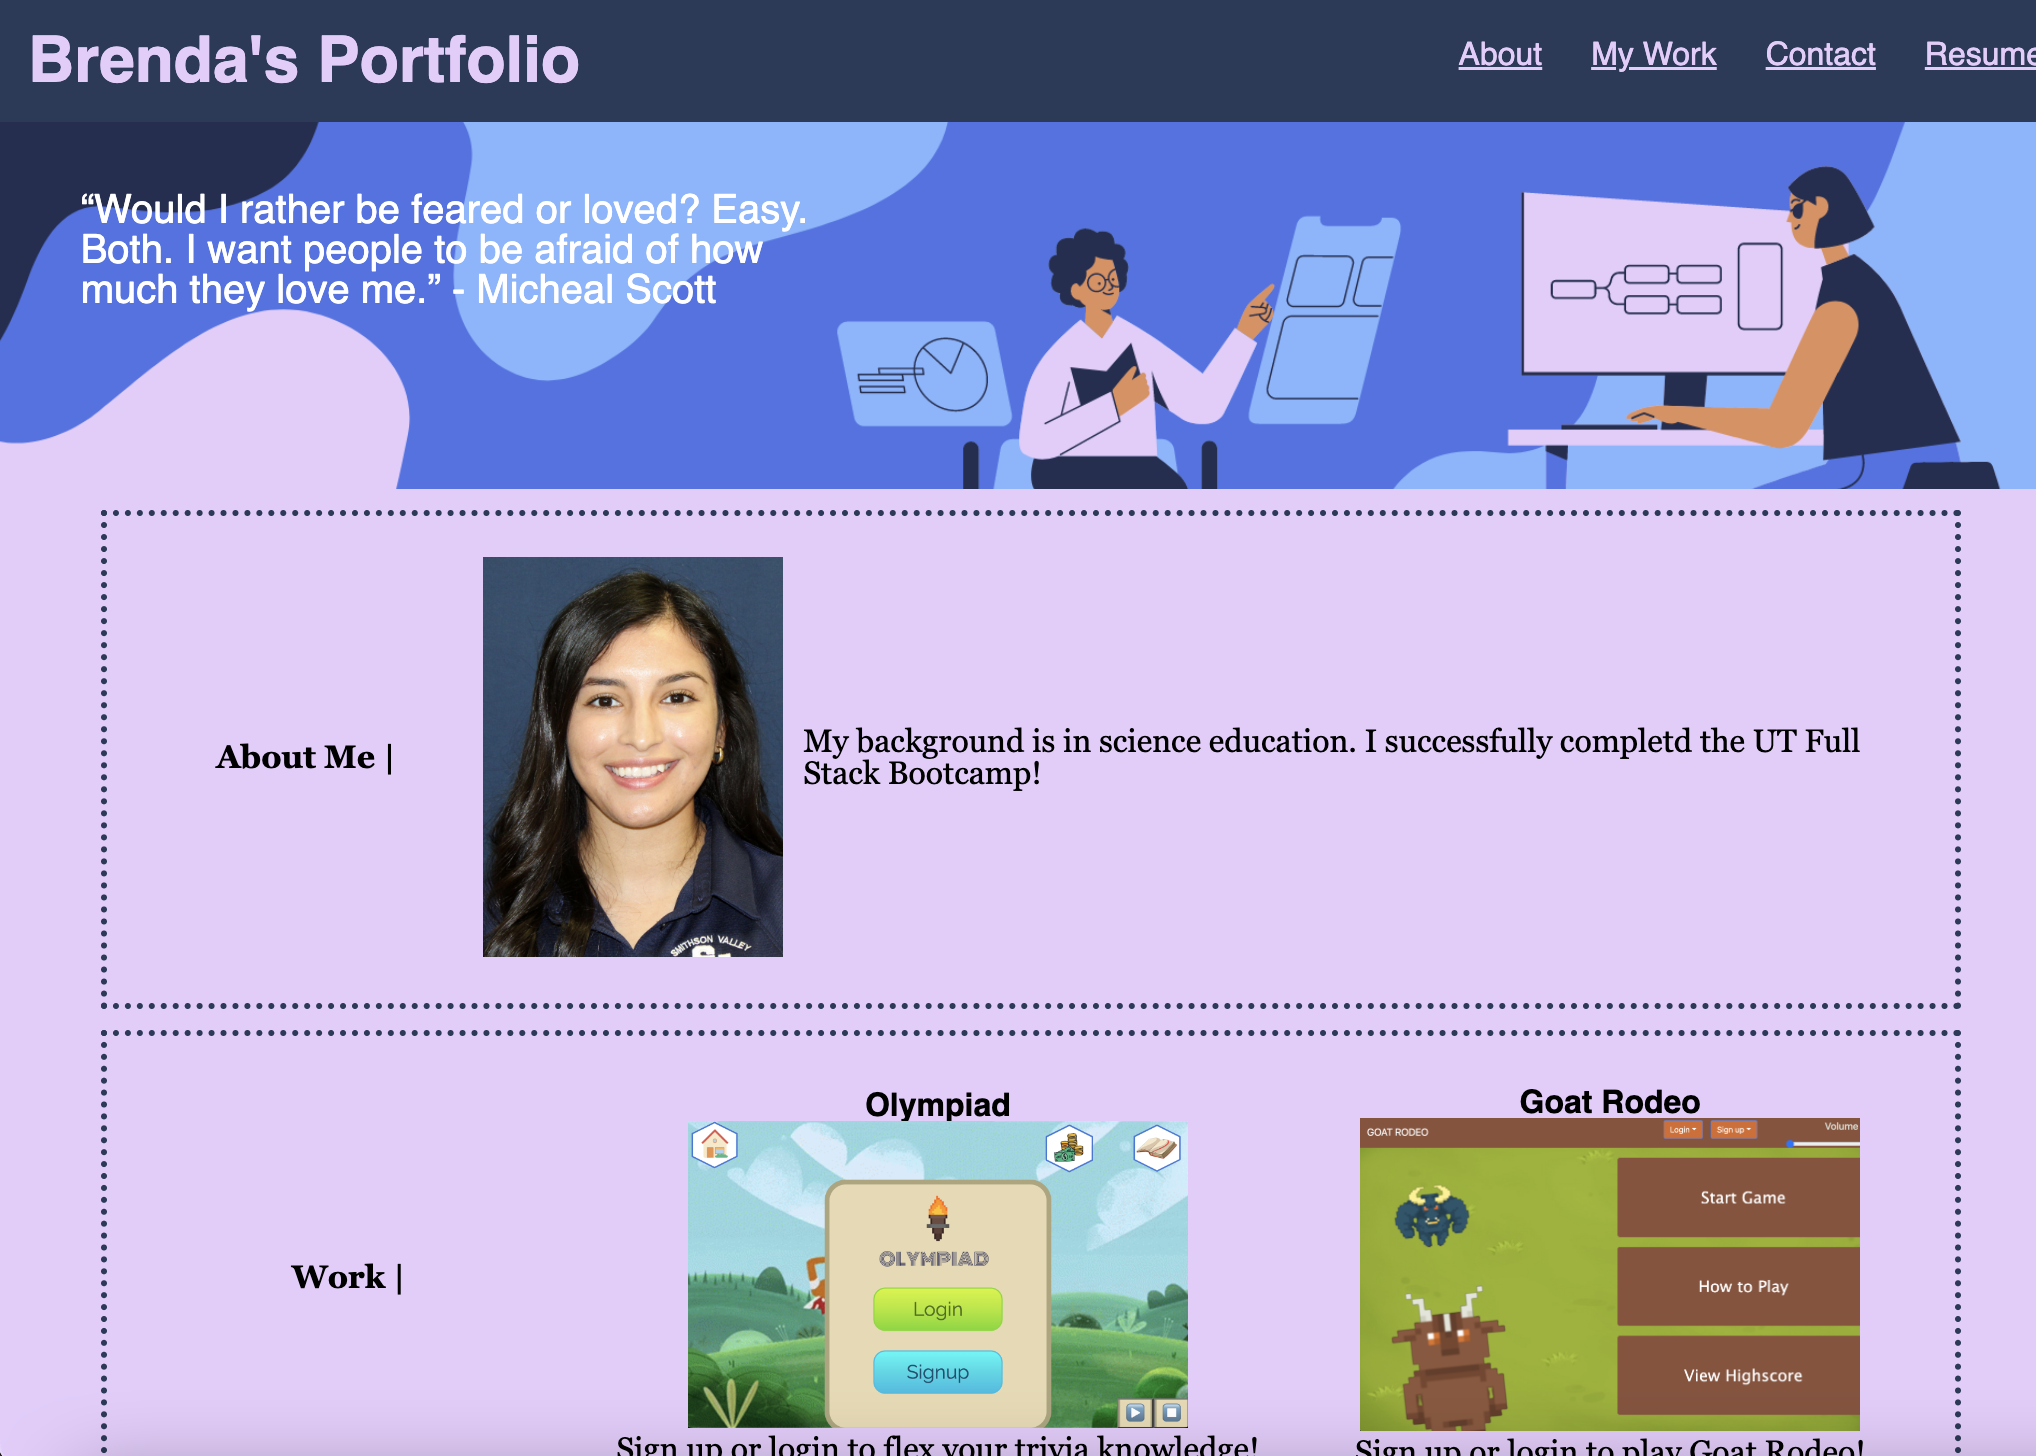 Brenda's Portfolio
About My Work Contact Resume
“Would I rather be feared or loved? Easy.
Both. I want people to be afraid of how
much they love me.” - Micheal Scott
About Me |
SMITHSON VALLEY
My background is in science education. I successfully completd the UT Full
Stack Bootcamp!
Work |
Olympiad
OLYMPIAD
Login
Signup
Sign up or login to flex your trivia knowledge!
Goat Rodeo
GOAT RODEO
Login
Sign up
Volume
Start Game
How to Play
View Highscore
Sign up or login to play Goat Rodeo!